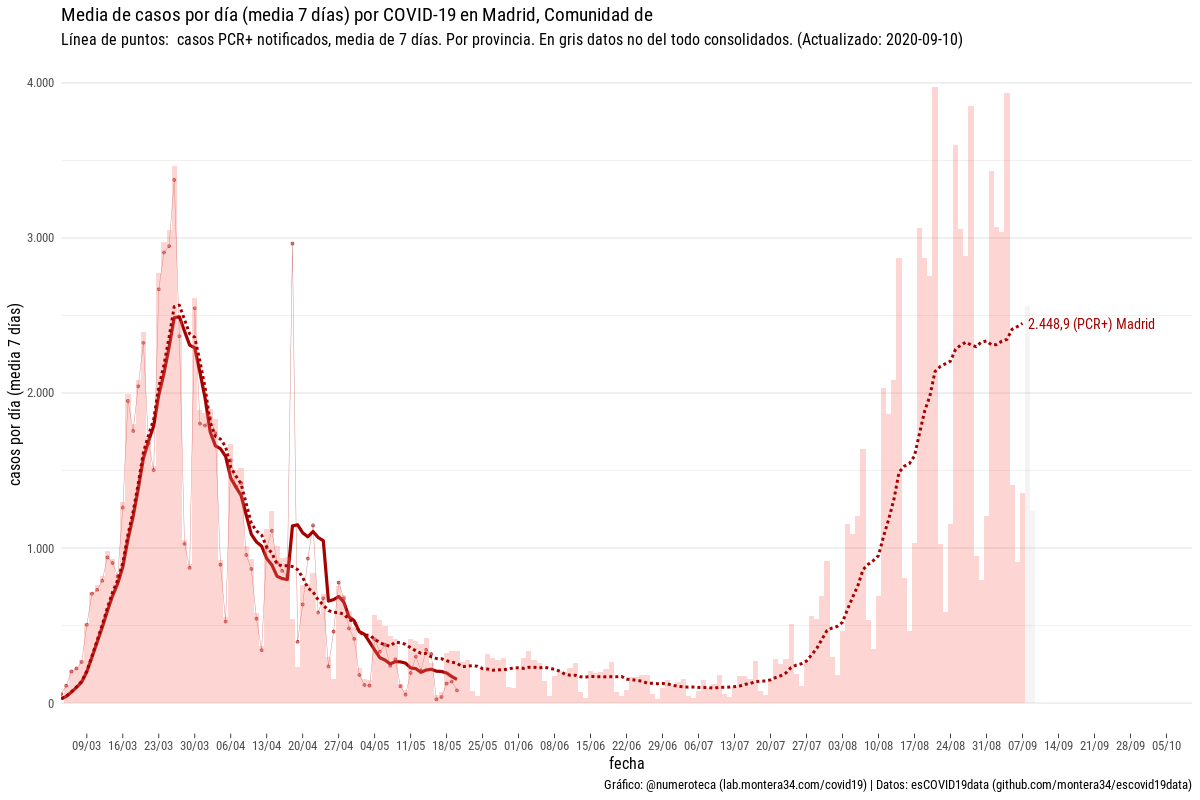 Media de casos por día (media 7 días) por COVID-19 en Madrid, Comunidad de
Línea de puntos:  casos PCR+ notificados, media de 7 días. Por provincia. En gris datos no del todo consolidados. (Actualizado: 2020-09-10)
casos por día (media 7 días)
4.000
3.000
2.000
1.000
0
2.448,9 (PCR+) Madrid
09/03 16/03 23/03 30/03 06/04 13/04 20/04 27/04 04/05 11/05 18/05 25/05 01/06 08/06 15/06 22/06 29/06 06/07 13/07 20/07 27/07 03/08 10/08 17/08 24/08 31/08 07/09 14/09 21/09 28/09 05/10
fecha
Gráfico: @numeroteca (lab.montera34.com/covid19) | Datos: esCOVID19data (github.com/montera34/escovid19data)